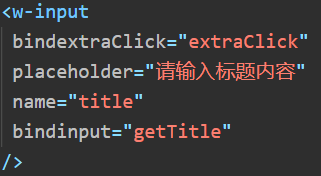 <w-input
bindextraClick="extraClick"
placeholder="请输入标题内容"
name="title"
bindinput="getTitle"
/>